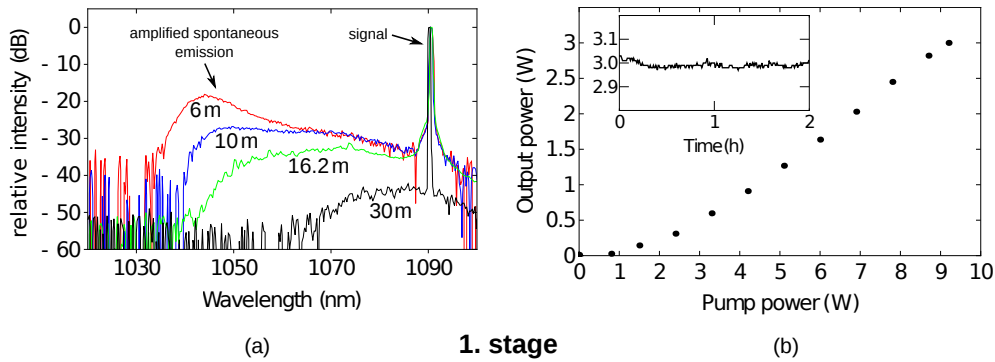 relative intensity (dB)
0
- 10
- 20
- 30
- 40
- 50
- 60
amplified spontaneous
emission
signal
6 m
10 m
16.2 m
30 m
1030
1050
1070
1090
Wavelength (nm)
(a)
Output power (W)
3
2.5
2
1.5
1
0.5
0
3.1
3.0
2.9
0
1
2
Time (h)
0
1
2
3
4
5
6
7
8
9
10
Pump power (W)
(b)
1. stage